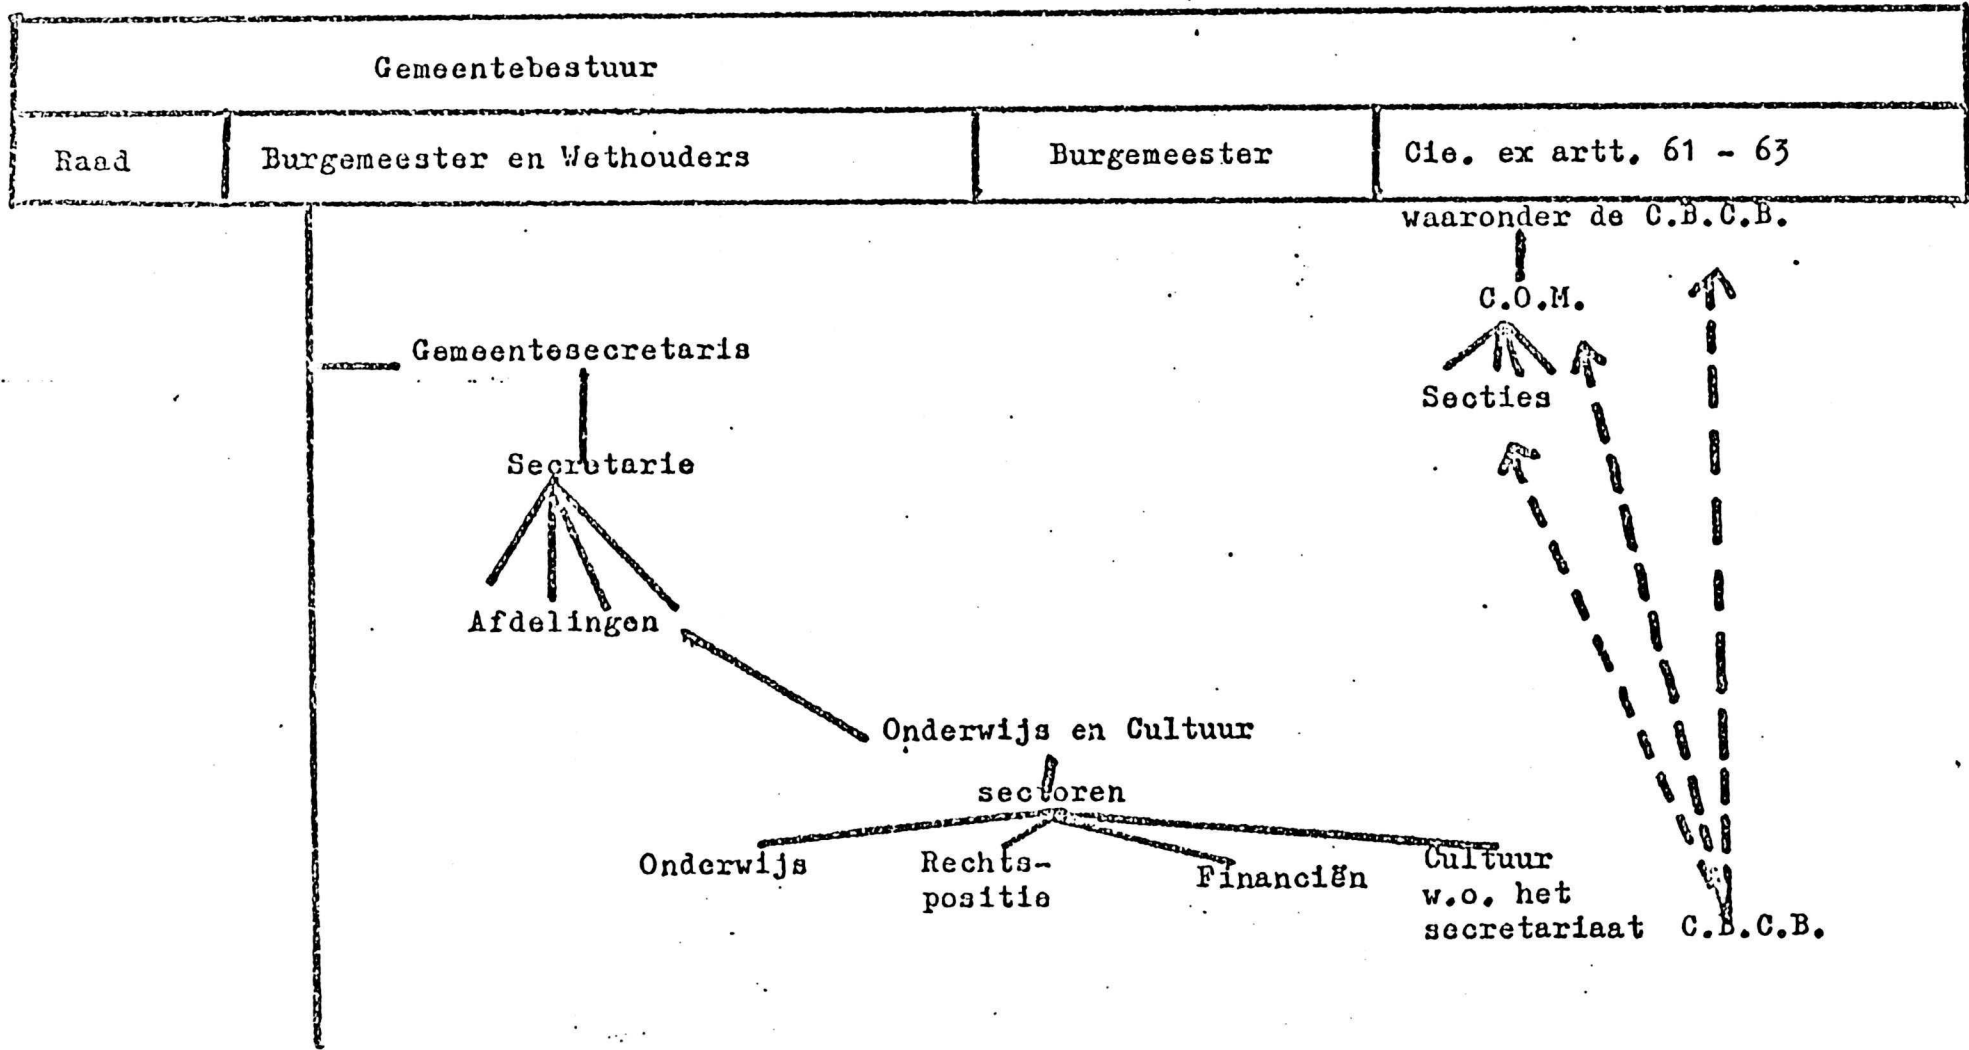 Gemeentebestuur
Raad
Burgemeester en Wethouders
Burgemeester
Cie. ex artt. 61 - 63
waaronder de C.B.C.B.
C.O.M.
Gemeentesecretaris
Secties
Secretarie
Afdelingen
Onderwijs en Cultuur
sectoren
Onderwijs
Rechts-
positie
Financiën
Cultuur
w.o. het
secretariaat C.B.C.B.